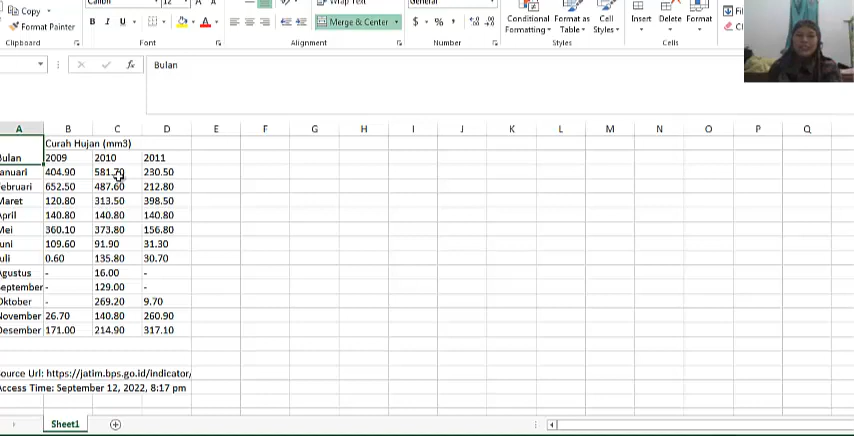 Copy
Format Painter
Clipboard
Calibri 12 A A
B I U A
Font
Wrap Text
Merge & Center
Alignment
General
$ % ,
Number
Conditional Formatting
Format as Table
Cell Styles
Styles
Insert Delete Format
Cells
fx Bulan
A B C D E F G H I J K L M N O P Q
Curah Hujan (mm3)
Bulan 2009 2010 2011
anuari 404.90 581.70 230.50
Februari 652.50 487.60 212.80
Maret 120.80 313.50 398.50
April 140.80 140.80 140.80
Mei 360.10 373.80 156.80
uni 109.60 91.90 31.30
uli 0.60 135.80 30.70
Agustus - 16.00 -
September - 129.00 -
Oktober - 269.20 9.70
November 26.70 140.80 260.90
Desember 171.00 214.90 317.10
ource Url: https://jatim.bps.go.id/indicator/
Access Time: September 12, 2022, 8:17 pm
Sheet1